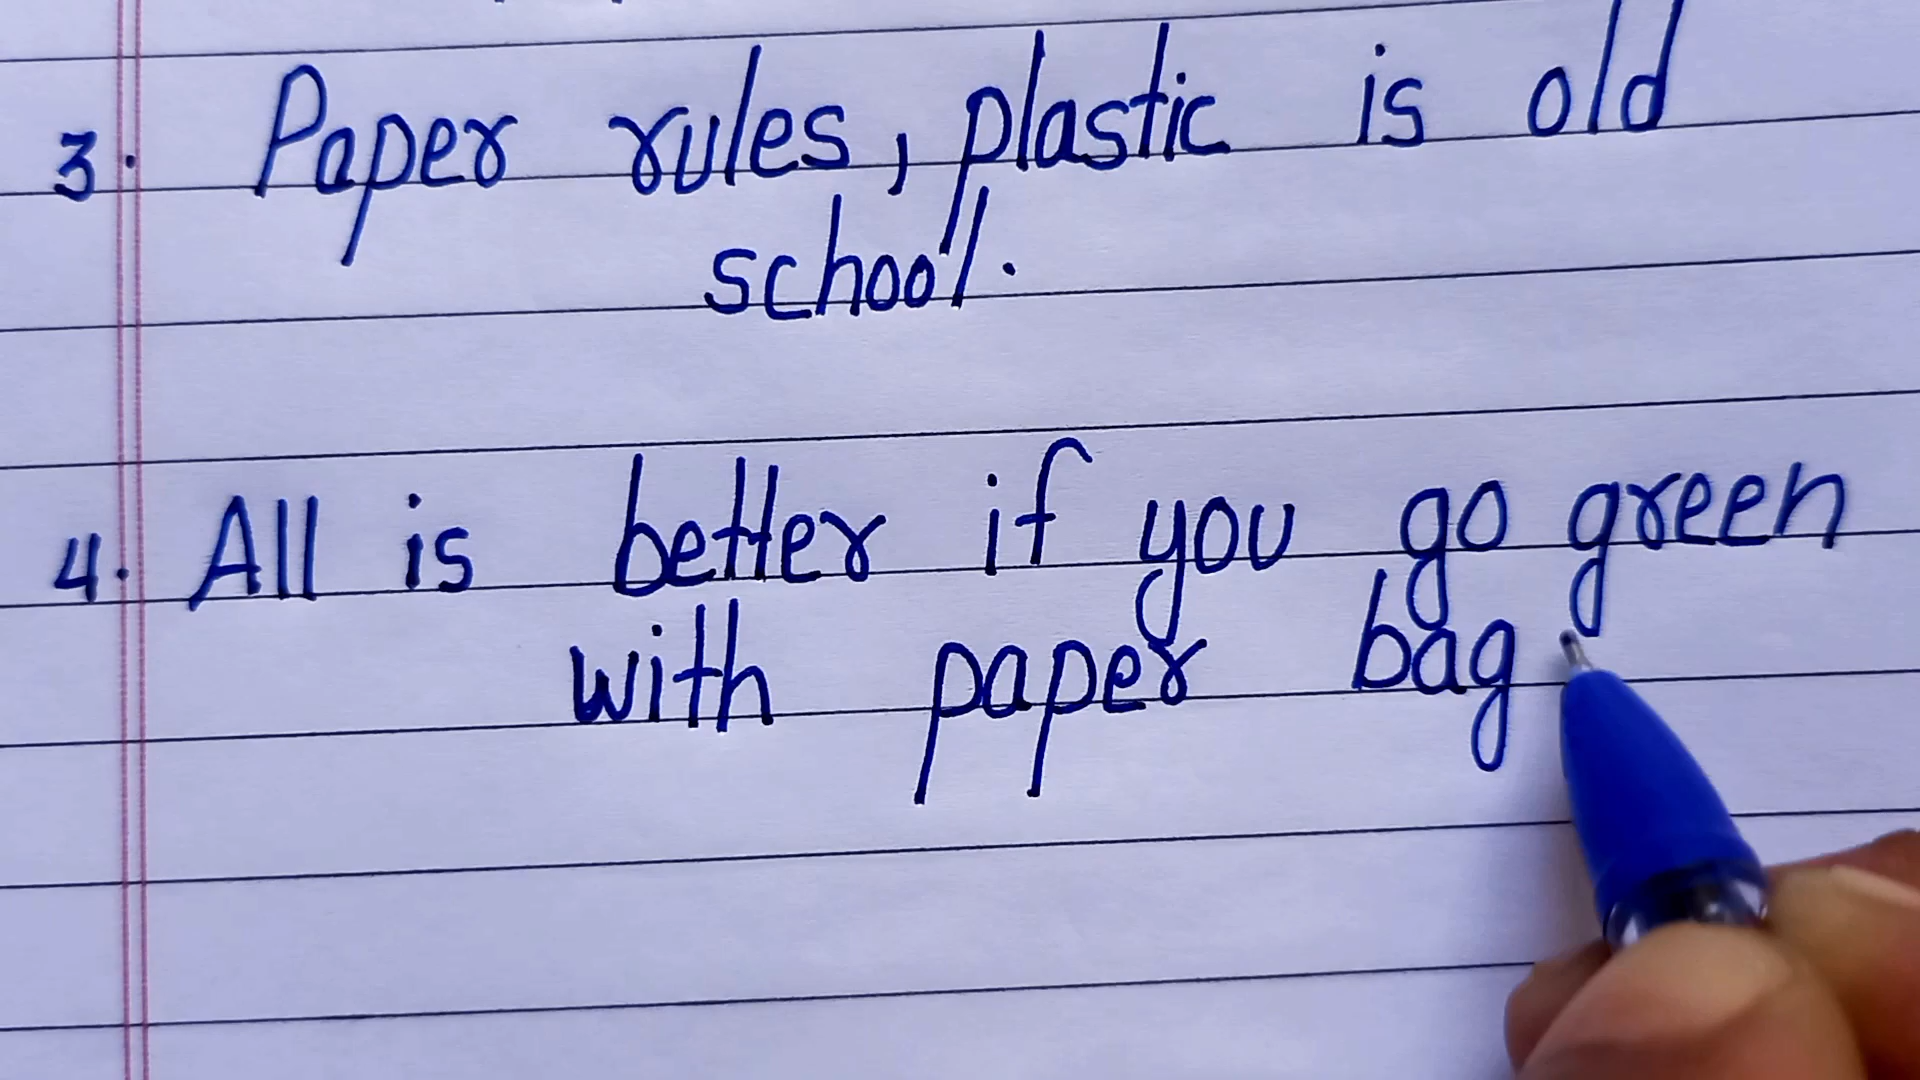 3. Paper rules, plastic is old
school.
4. All is better if you go green
with paper bag